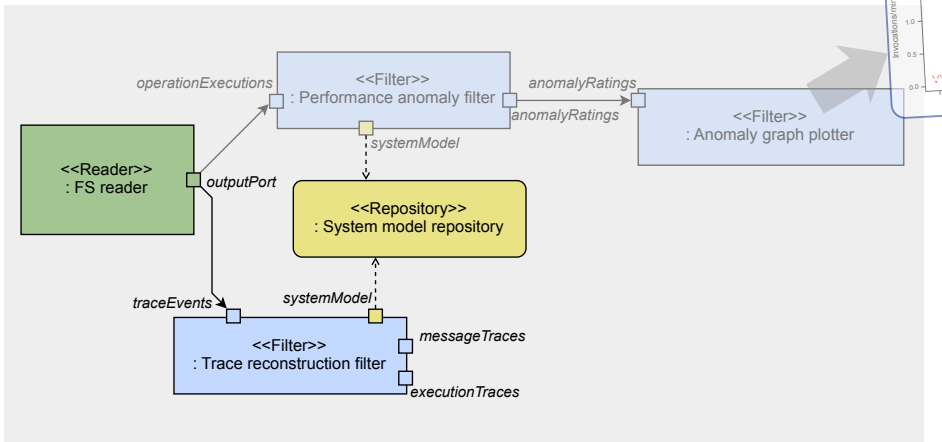 Invocations/min
1.0
0.5
0.0
operationExecutions
<<Filter>>
: Performance anomaly filter
anomalyRatings
anomalyRatings
<<Filter>>
: Anomaly graph plotter
systemModel
<<Reader>>
: FS reader
outputPort
<<Repository>>
: System model repository
traceEvents
systemModel
<<Filter>>
: Trace reconstruction filter
messageTraces
executionTraces